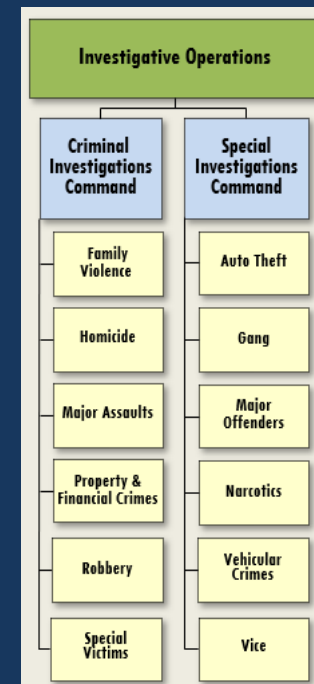 Investigative Operations
Criminal
Investigations
Command
Family
Violence
Homicide
Major Assaults
Property &
Financial Crimes
Robbery
Special
Victims
Special
Investigations
Command
Auto Theft
Gang
Major
Offenders
Narcotics
Vehicular
Crimes
Vice